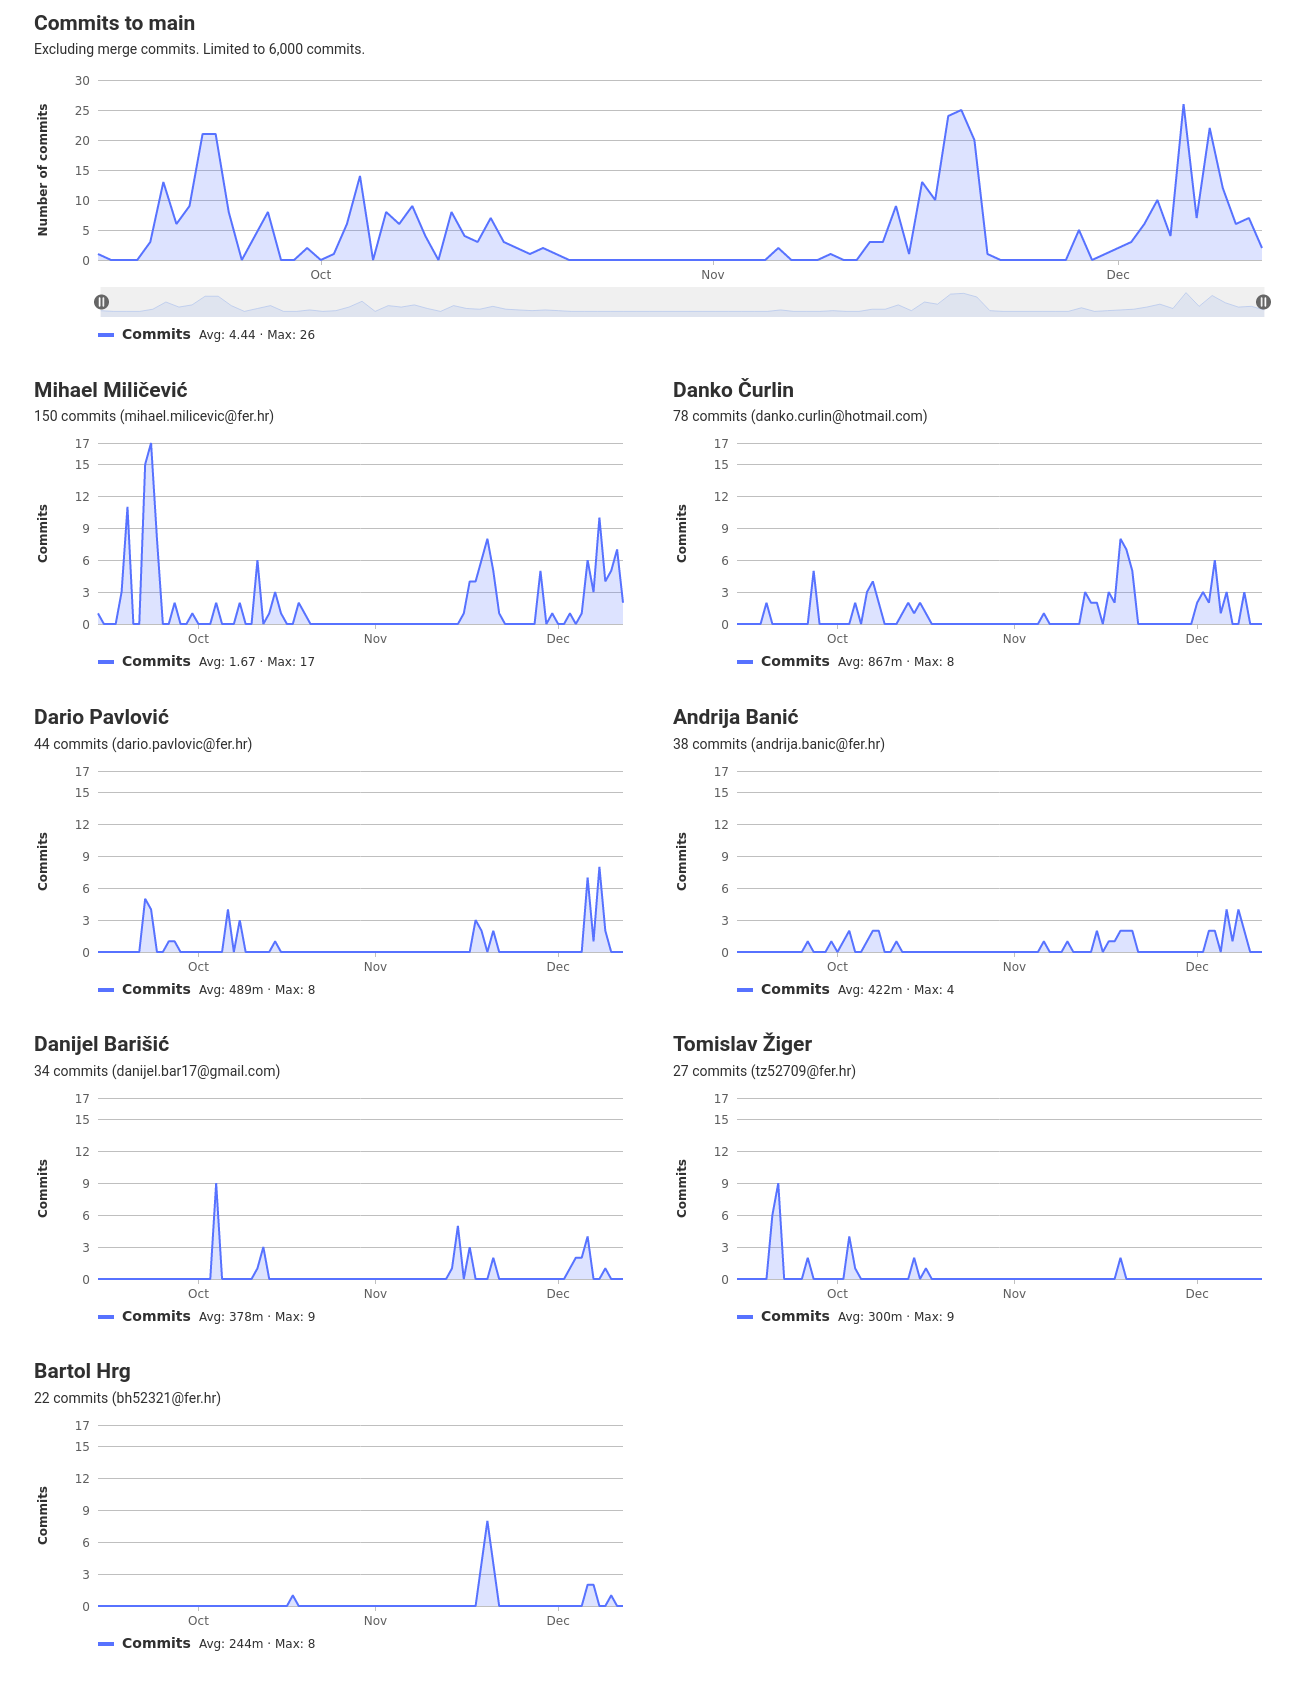 Commits to main
Excluding merge commits. Limited to 6,000 commits.
Number of commits
30
25
20
15
10
5
0
Oct Nov Dec
Commits Avg: 4.44 · Max: 26
Mihael Miličević
150 commits (mihael.milicevic@fer.hr)
Commits
17
15
12
9
6
3
0
Oct Nov Dec
Commits Avg: 1.67 · Max: 17
Danko Čurlin
78 commits (danko.curlin@hotmail.com)
Commits
17
15
12
9
6
3
0
Oct Nov Dec
Commits Avg: 867m · Max: 8
Dario Pavlović
44 commits (dario.pavlovic@fer.hr)
Commits
17
15
12
9
6
3
0
Oct Nov Dec
Commits Avg: 489m · Max: 8
Andrija Banić
38 commits (andrija.banic@fer.hr)
Commits
17
15
12
9
6
3
0
Oct Nov Dec
Commits Avg: 422m · Max: 4
Danijel Barišić
34 commits (danijel.bar17@gmail.com)
Commits
17
15
12
9
6
3
0
Oct Nov Dec
Commits Avg: 378m · Max: 9
Tomislav Žiger
27 commits (tz52709@fer.hr)
Commits
17
15
12
9
6
3
0
Oct Nov Dec
Commits Avg: 300m · Max: 9
Bartol Hrg
22 commits (bh52321@fer.hr)
Commits
17
15
12
9
6
3
0
Oct Nov Dec
Commits Avg: 244m · Max: 8